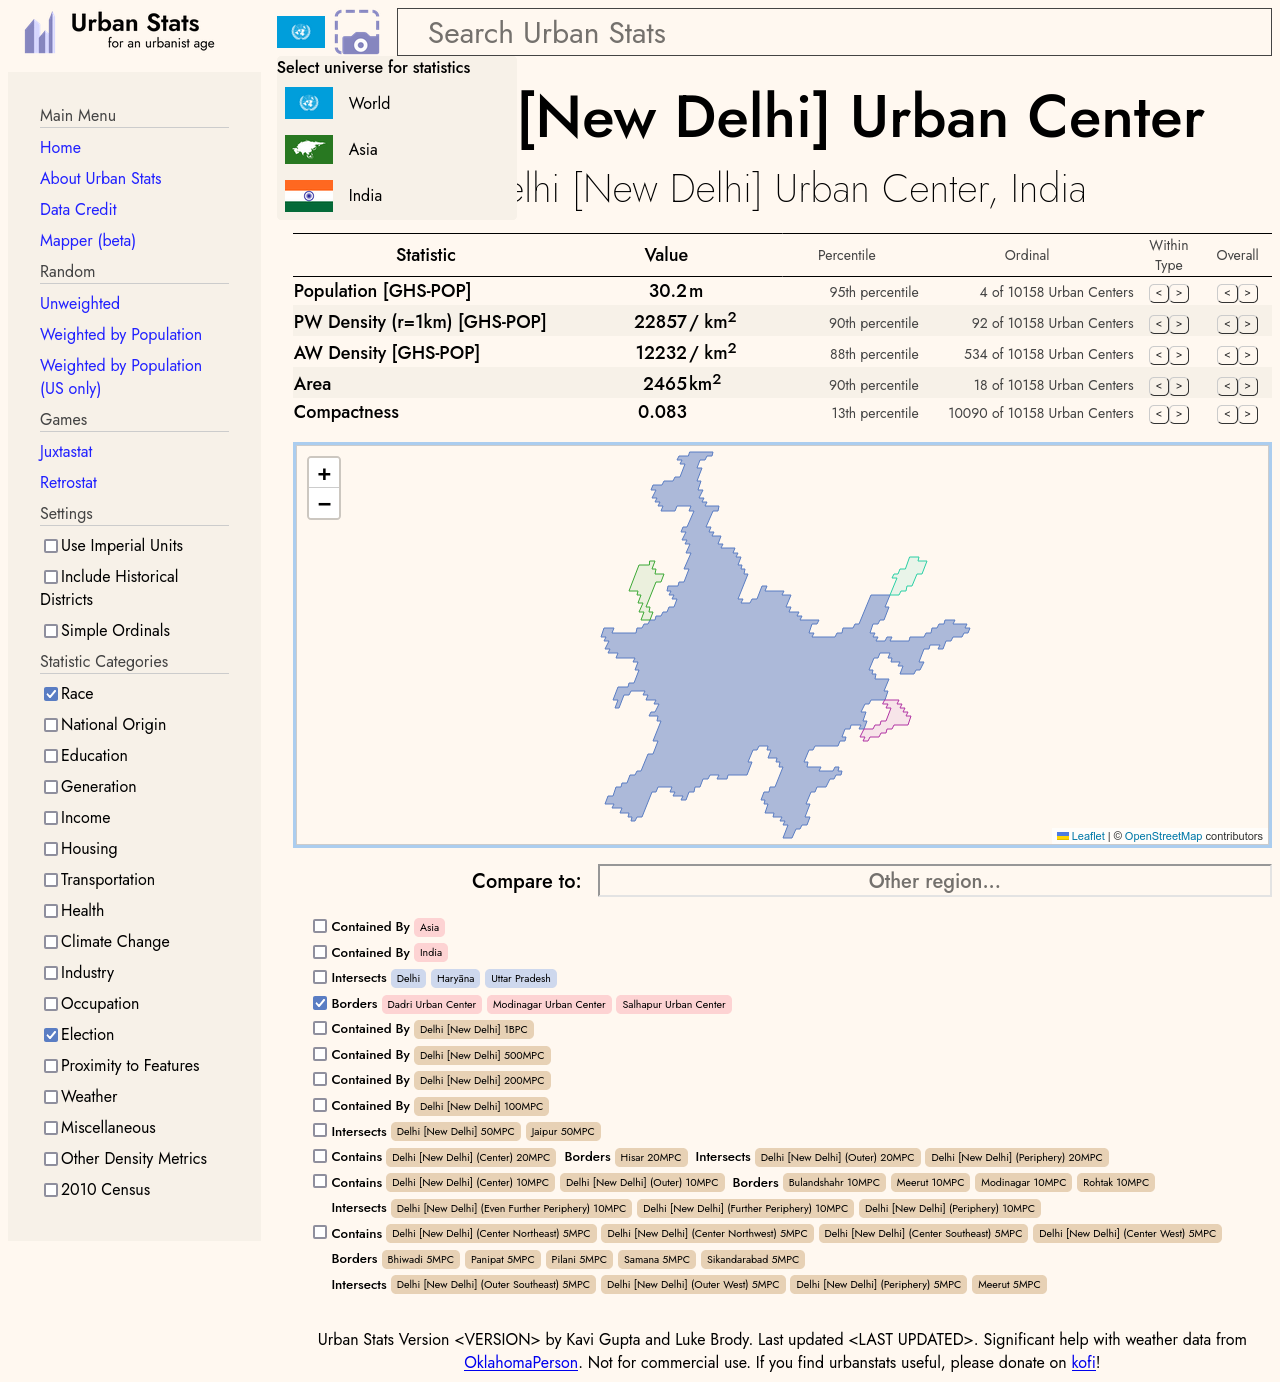 Urban Stats
for an urbanist age
Search Urban Stats
Select universe for statistics
World
Asia
India
[New Delhi] Urban Center
elhi [New Delhi] Urban Center, India
Main Menu
Home
About Urban Stats
Data Credit
Mapper (beta)
Random
Unweighted
Weighted by Population
Weighted by Population
(US only)
Games
Juxtastat
Retrostat
Settings
Use Imperial Units
Include Historical
Districts
Simple Ordinals
Statistic Categories
Race
National Origin
Education
Generation
Income
Housing
Transportation
Health
Climate Change
Industry
Occupation
Election
Proximity to Features
Weather
Miscellaneous
Other Density Metrics
2010 Census
Statistic Value Percentile Ordinal Within Type Overall
Population [GHS-POP] 30.2 m 95th percentile 4 of 10158 Urban Centers < > < >
PW Density (r=1km) [GHS-POP] 22857 / km² 90th percentile 92 of 10158 Urban Centers < > < >
AW Density [GHS-POP] 12232 / km² 88th percentile 534 of 10158 Urban Centers < > < >
Area 2465 km² 90th percentile 18 of 10158 Urban Centers < > < >
Compactness 0.083 13th percentile 10090 of 10158 Urban Centers < > < >
+
−
Leaflet | © OpenStreetMap contributors
Compare to: Other region...
Contained By Asia
Contained By India
Intersects Delhi Haryāna Uttar Pradesh
Borders Dadri Urban Center Modinagar Urban Center Salhapur Urban Center
Contained By Delhi [New Delhi] 1BPC
Contained By Delhi [New Delhi] 500MPC
Contained By Delhi [New Delhi] 200MPC
Contained By Delhi [New Delhi] 100MPC
Intersects Delhi [New Delhi] 50MPC Jaipur 50MPC
Contains Delhi [New Delhi] (Center) 20MPC Borders Hisar 20MPC Intersects Delhi [New Delhi] (Outer) 20MPC Delhi [New Delhi] (Periphery) 20MPC
Contains Delhi [New Delhi] (Center) 10MPC Delhi [New Delhi] (Outer) 10MPC Borders Bulandshahr 10MPC Meerut 10MPC Modinagar 10MPC Rohtak 10MPC
Intersects Delhi [New Delhi] (Even Further Periphery) 10MPC Delhi [New Delhi] (Further Periphery) 10MPC Delhi [New Delhi] (Periphery) 10MPC
Contains Delhi [New Delhi] (Center Northeast) 5MPC Delhi [New Delhi] (Center Northwest) 5MPC Delhi [New Delhi] (Center Southeast) 5MPC Delhi [New Delhi] (Center West) 5MPC
Borders Bhiwadi 5MPC Panipat 5MPC Pilani 5MPC Samana 5MPC Sikandarabad 5MPC
Intersects Delhi [New Delhi] (Outer Southeast) 5MPC Delhi [New Delhi] (Outer West) 5MPC Delhi [New Delhi] (Periphery) 5MPC Meerut 5MPC
Urban Stats Version <VERSION> by Kavi Gupta and Luke Brody. Last updated <LAST UPDATED>. Significant help with weather data from
OklahomaPerson. Not for commercial use. If you find urbanstats useful, please donate on kofi!